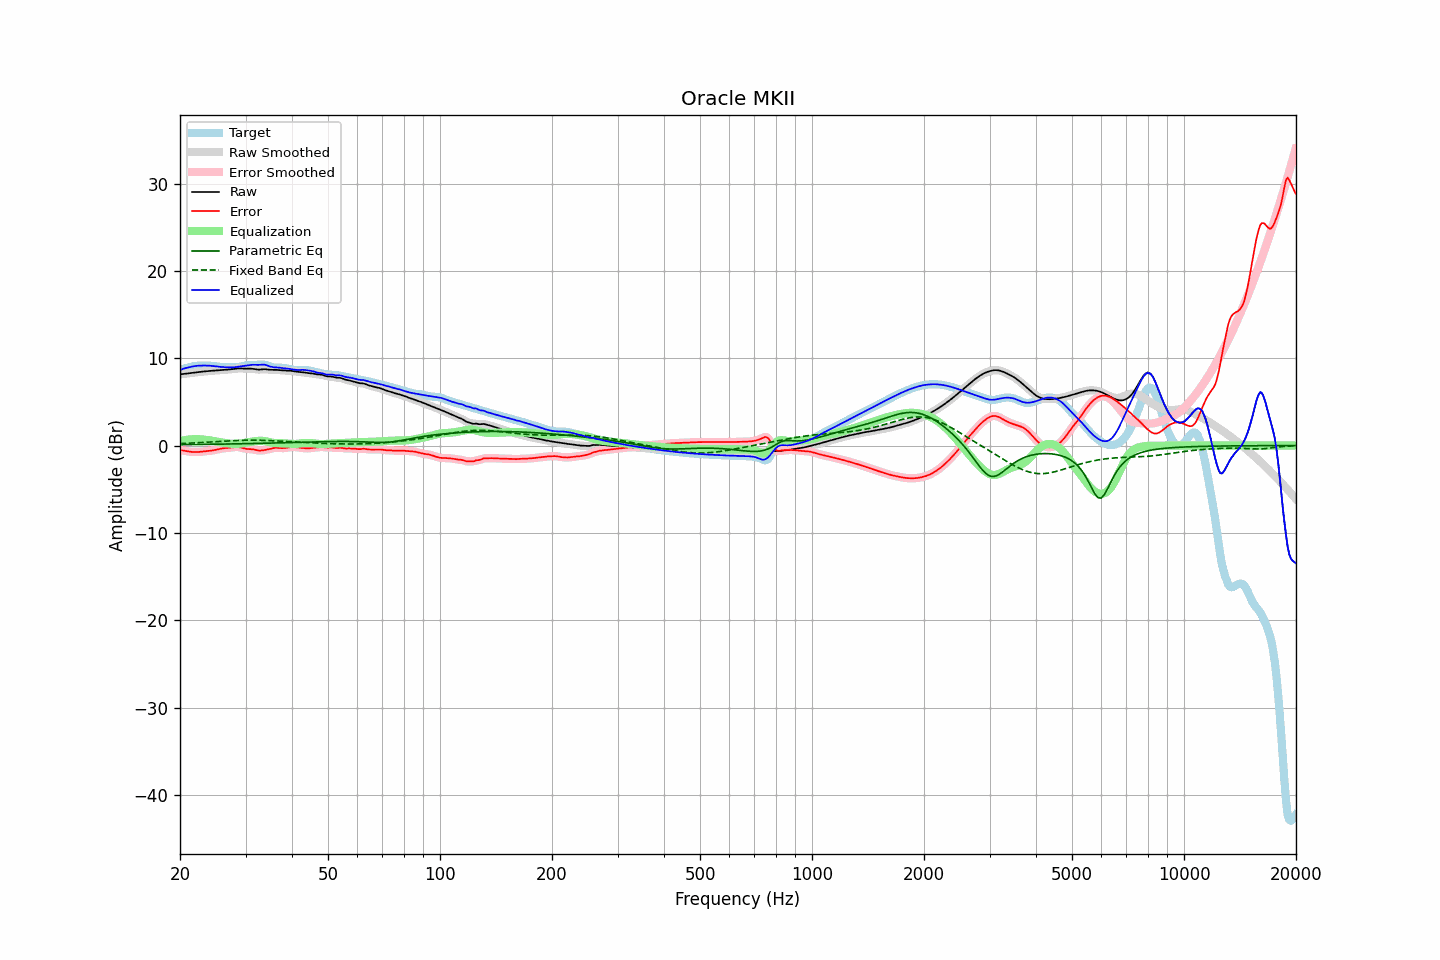 Oracle MKII
Target
Raw Smoothed
Error Smoothed
Raw
Error
Equalization
Parametric Eq
Fixed Band Eq
Equalized
Amplitude (dBr)
30
20
10
0
−10
−20
−30
−40
20 50 100 200 500 1000 2000 5000 10000 20000
Frequency (Hz)